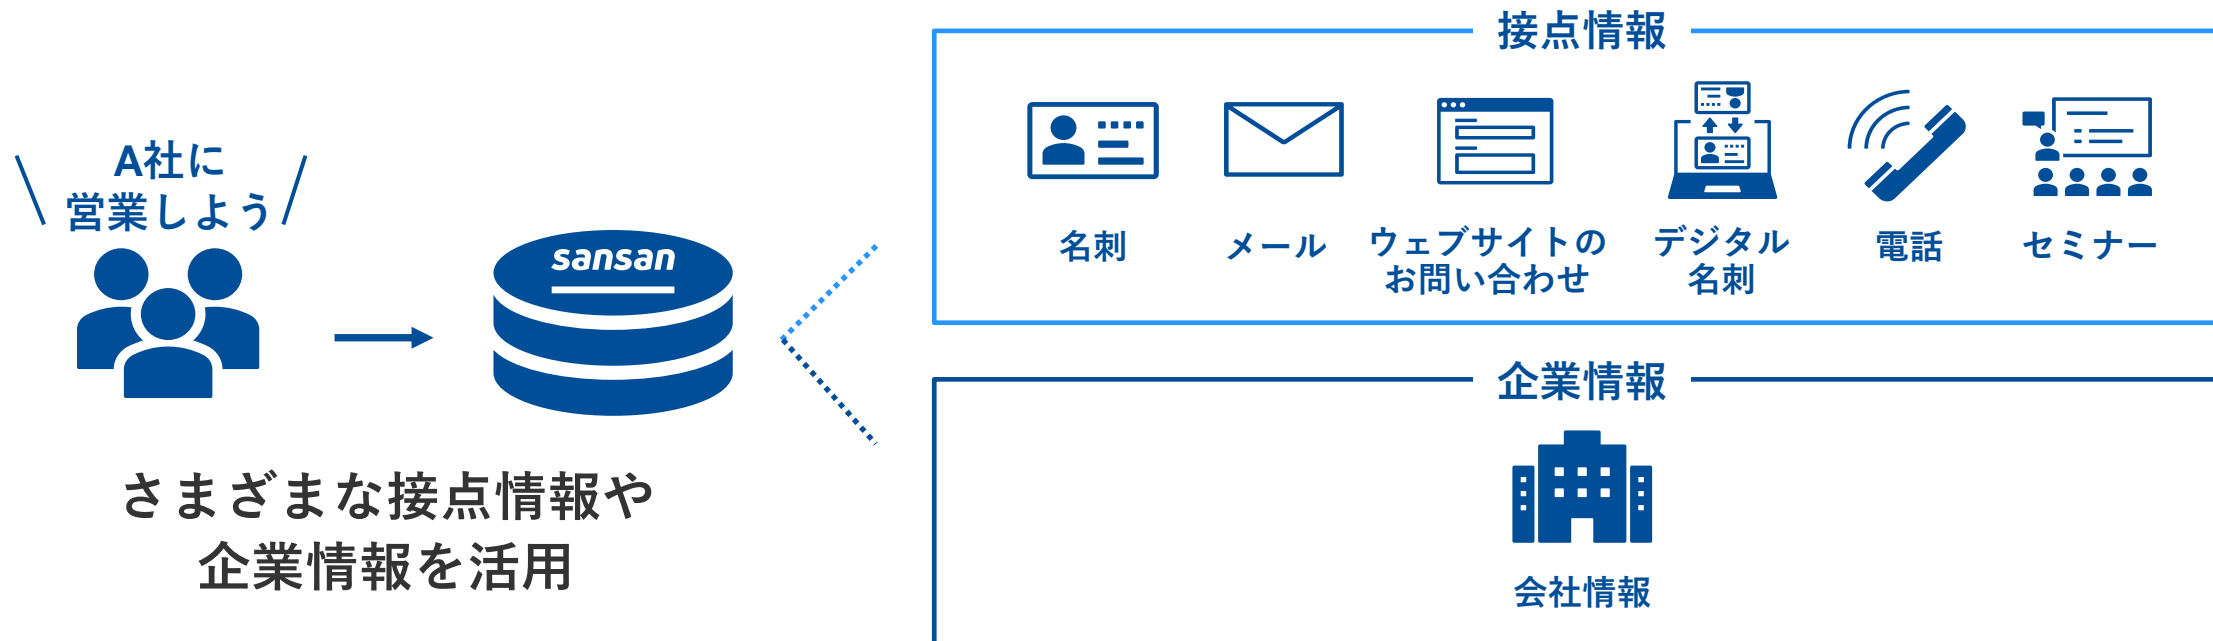 A社に
営業しよう
sansan
さまざまな接点情報や
企業情報を活用
接点情報
名刺
メール
ウェブサイトの
お問い合わせ
デジタル
名刺
電話
セミナー
企業情報
会社情報